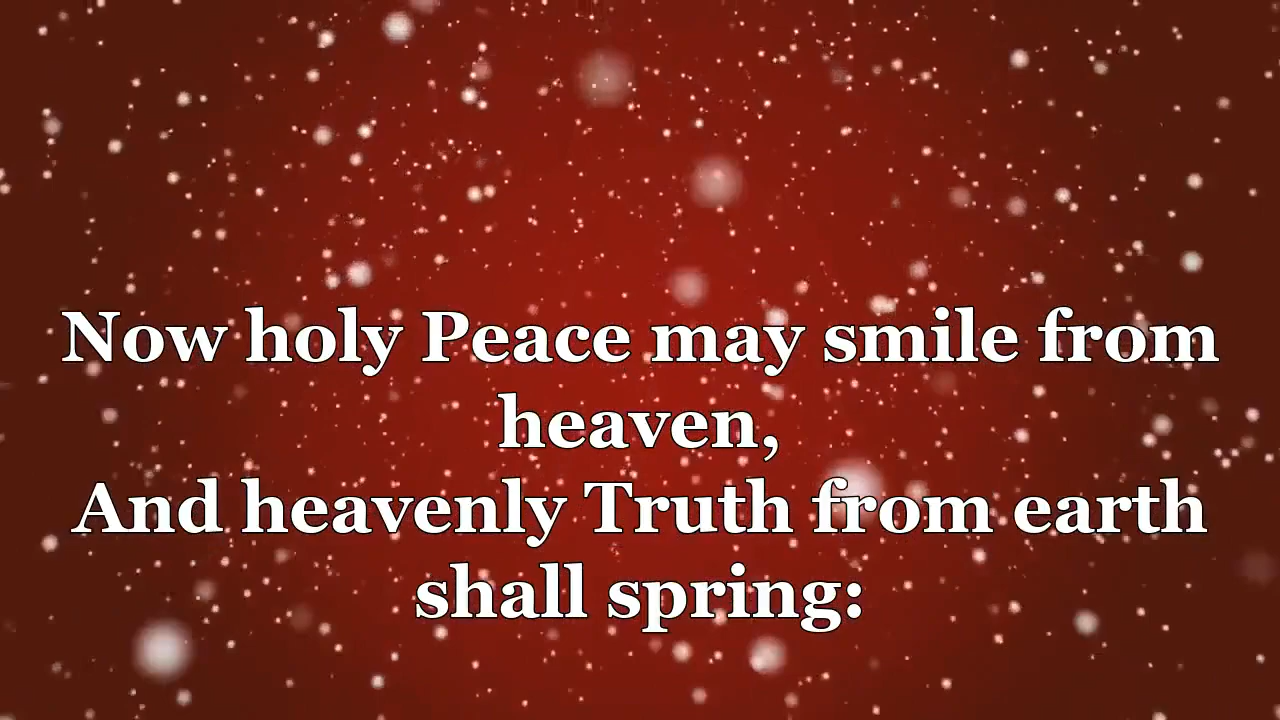 Now holy Peace may smile from
heaven,
And heavenly Truth from earth
shall spring: